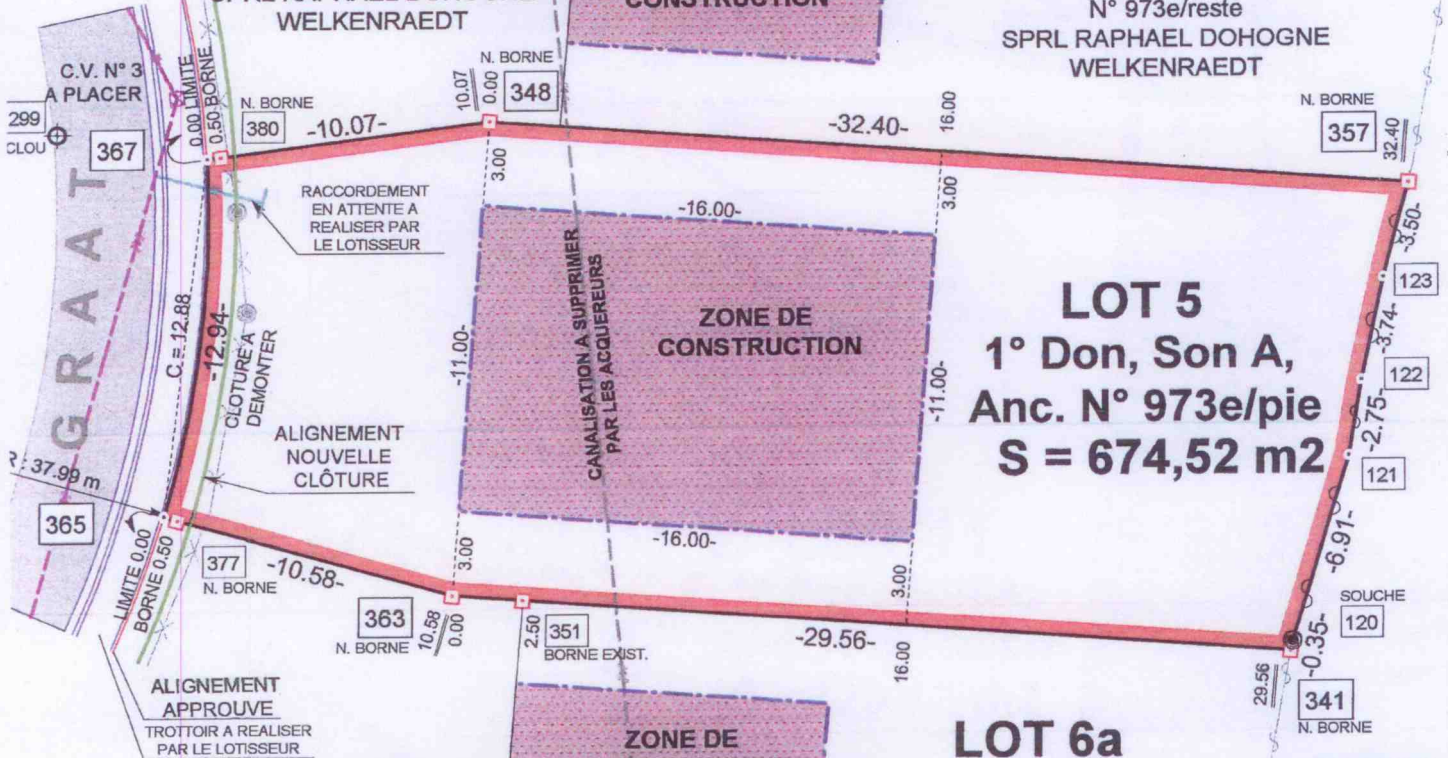 WELKENRAEDT
CONSTRUCTION
N° 973e/reste
SPRL RAPHAEL DOHOGNE
WELKENRAEDT
C.V. N° 3
A PLACER
299
CLOU
367
0.00 LIMITE
0.50 BORNE
N. BORNE
380
-10.07-
10.07
0.00
N. BORNE
348
-32.40-
16.00
N. BORNE
357
32.40
RACCORDEMENT
EN ATTENTE A
REALISER PAR
LE LOTISSEUR
3.00
3.00
-16.00-
-3.50-
123
GRAAT
C = 12.88
-12.94-
CLOTURE A
DEMONTER
-11.00-
CANALISATION A SUPPRIMER
PAR LES ACQUEREURS
ZONE DE
CONSTRUCTION
-11.00-
LOT 5
1° Don, Son A,
Anc. N° 973e/pie
S = 674,52 m2
-3.74-
122
-2.75-
121
ALIGNEMENT
NOUVELLE
CLÔTURE
R : 37.99 m
365
-16.00-
-6.91-
LIMITE 0.00
BORNE 0.50
377
N. BORNE
-10.58-
3.00
3.00
363
N. BORNE
10.58
0.00
2.50
351
BORNE EXIST.
-29.56-
16.00
SOUCHE
120
-0.35-
29.56
341
N. BORNE
ALIGNEMENT
APPROUVE
TROTTOIR A REALISER
PAR LE LOTISSEUR
ZONE DE
LOT 6a